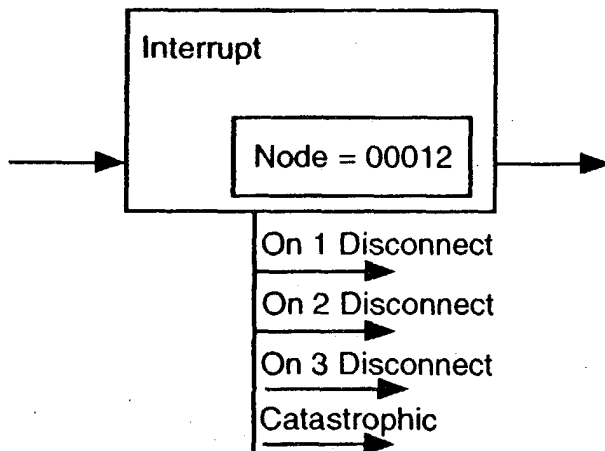 Interrupt
Node = 00012
On 1 Disconnect
On 2 Disconnect
On 3 Disconnect
Catastrophic